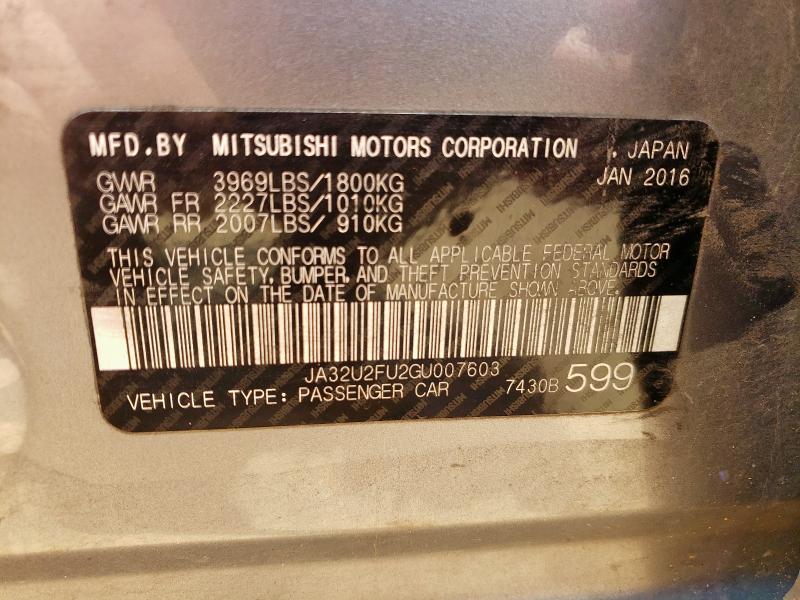 MFD.BY MITSUBISHI MOTORS CORPORATION , JAPAN
JAN 2016
GVWR 3969LBS/1800KG
GAWR FR 2227LBS/1010KG
GAWR RR 2007LBS/ 910KG
THIS VEHICLE CONFORMS TO ALL APPLICABLE FEDERAL MOTOR
VEHICLE SAFETY, BUMPER, AND THEFT PREVENTION STANDARDS
IN EFFECT ON THE DATE OF MANUFACTURE SHOWN ABOVE.
JA32U2FU2GU007603
VEHICLE TYPE: PASSENGER CAR 7430B 599